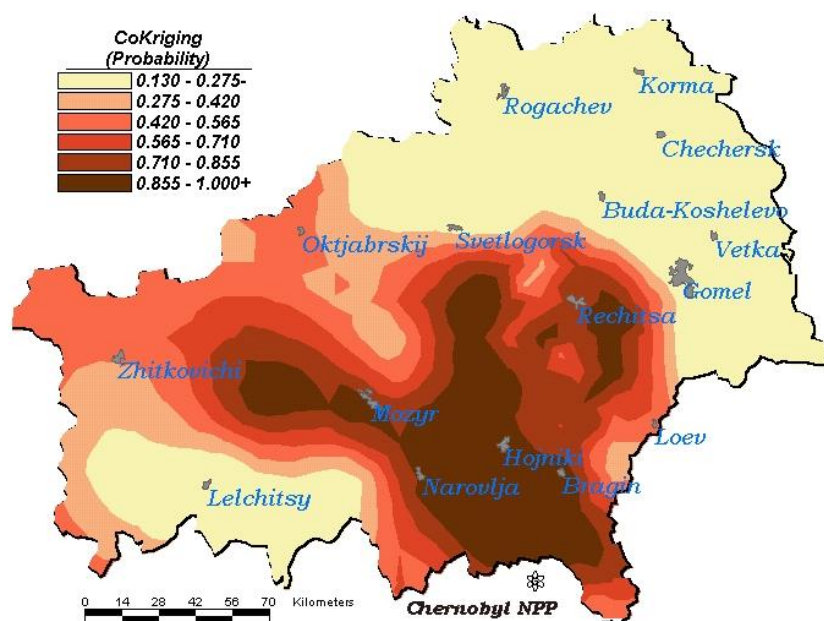 CoKriging
(Probability)
0.130 - 0.275-
0.275 - 0.420
0.420 - 0.565
0.565 - 0.710
0.710 - 0.855
0.855 - 1.000+
Korma
Rogachev
Chechersk
Buda-Koshelevo
Oktjabrskij
Svetlogorsk
Vetka
Gomel
Rechitsa
Zhitkovichi
Mozyr
Loev
Hojniki
Lelchitsy
Narovlja
Bragin
0 14 28 42 56 70 Kilometers
Chernobyl NPP